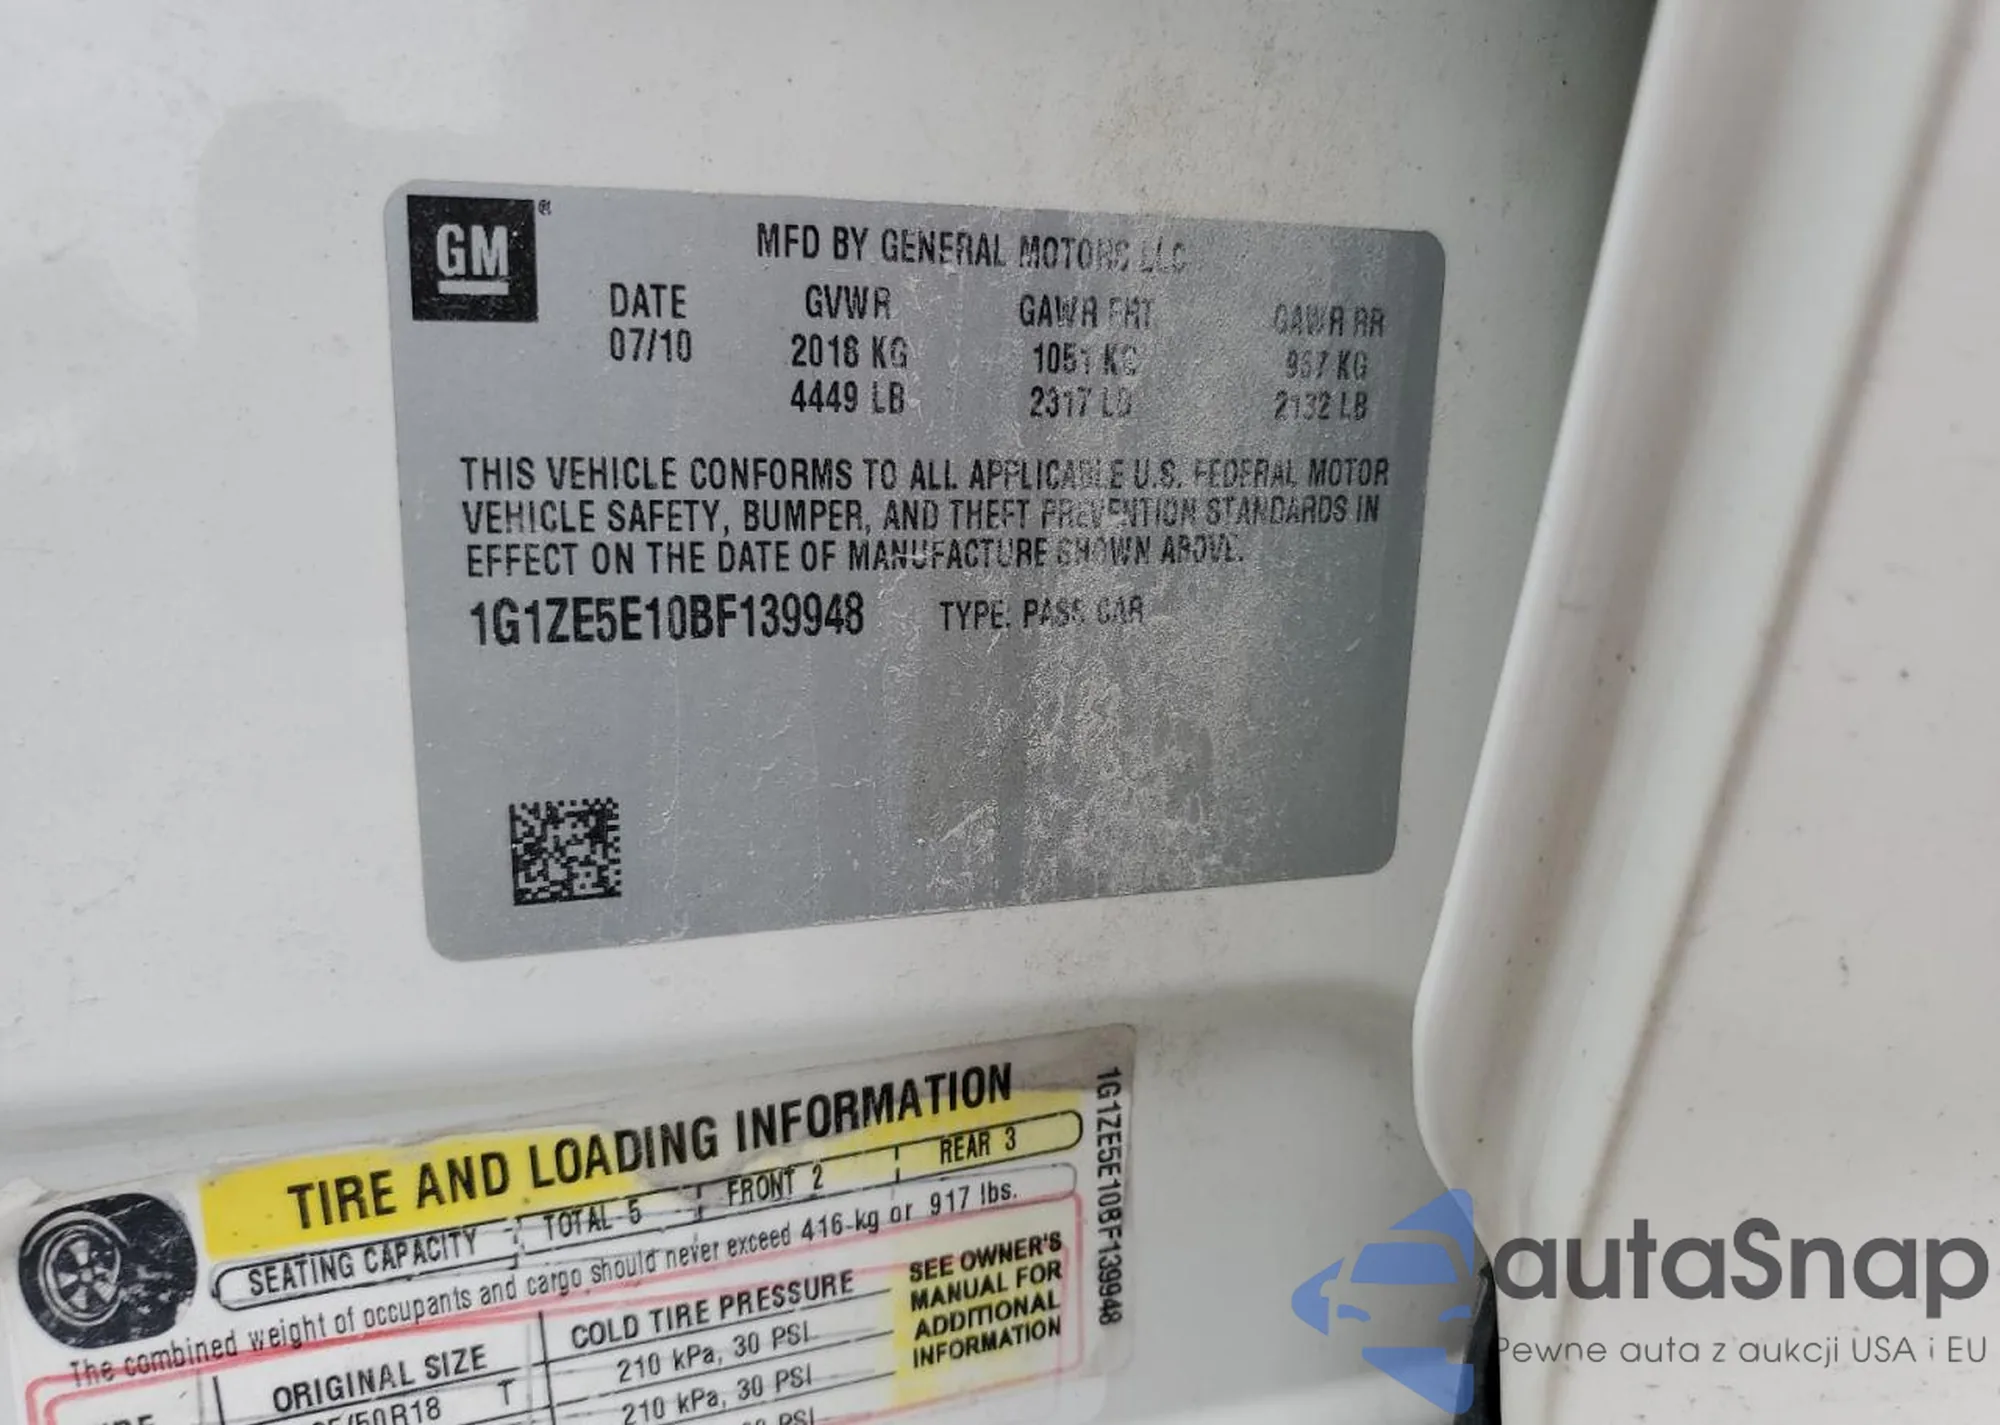 GM®
MFD BY GENERAL MOTORS LLC
DATE GVWR GAWR FRT GAWR RR
07/10 2018 KG 1051 KG 967 KG
4449 LB 2317 LB 2132 LB
THIS VEHICLE CONFORMS TO ALL APPLICABLE U.S. FEDERAL MOTOR
VEHICLE SAFETY, BUMPER, AND THEFT PREVENTION STANDARDS IN
EFFECT ON THE DATE OF MANUFACTURE SHOWN ABOVE.
1G1ZE5E10BF139948 TYPE: PASS CAR
TIRE AND LOADING INFORMATION
SEATING CAPACITY TOTAL 5 FRONT 2 REAR 3
The combined weight of occupants and cargo should never exceed 416 kg or 917 lbs.
ORIGINAL SIZE COLD TIRE PRESSURE
T 210 kPa, 30 PSI
210 kPa, 30 PSI
PSI
SEE OWNER'S
MANUAL FOR
ADDITIONAL
INFORMATION
1G1ZE5E10BF139948
autoSnap
Pewne auta z aukcji USA i EU